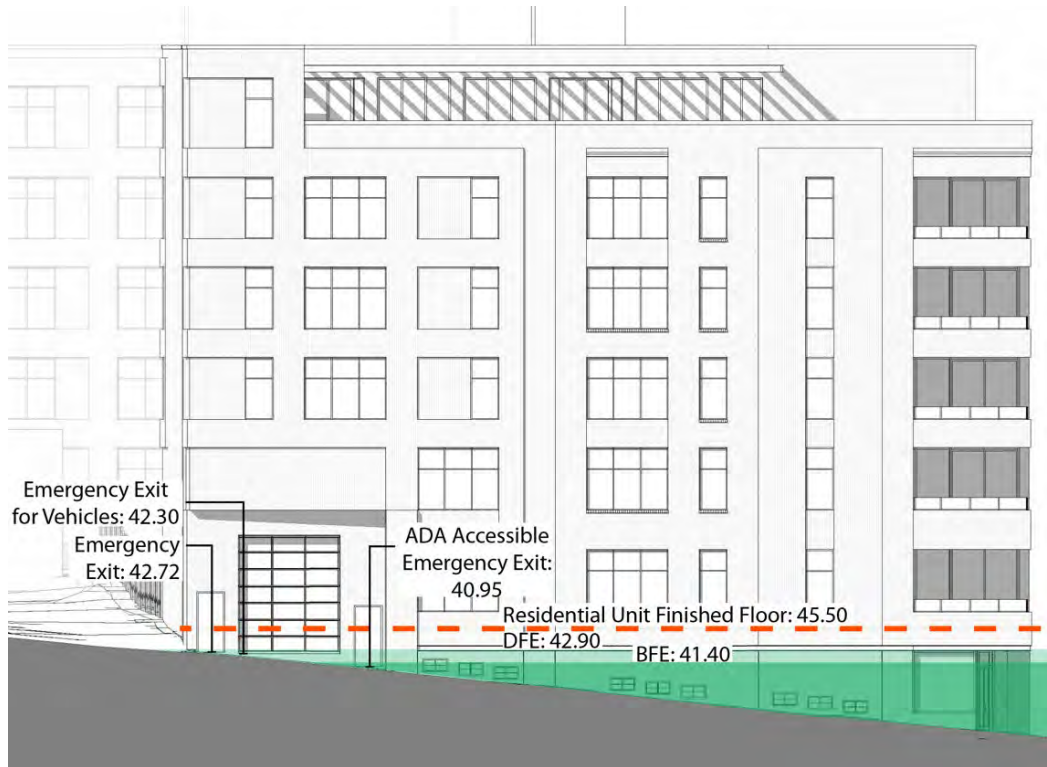 Emergency Exit
for Vehicles: 42.30
Emergency
Exit: 42.72
ADA Accessible
Emergency Exit:
40.95
Residential Unit Finished Floor: 45.50
DFE: 42.90
BFE: 41.40